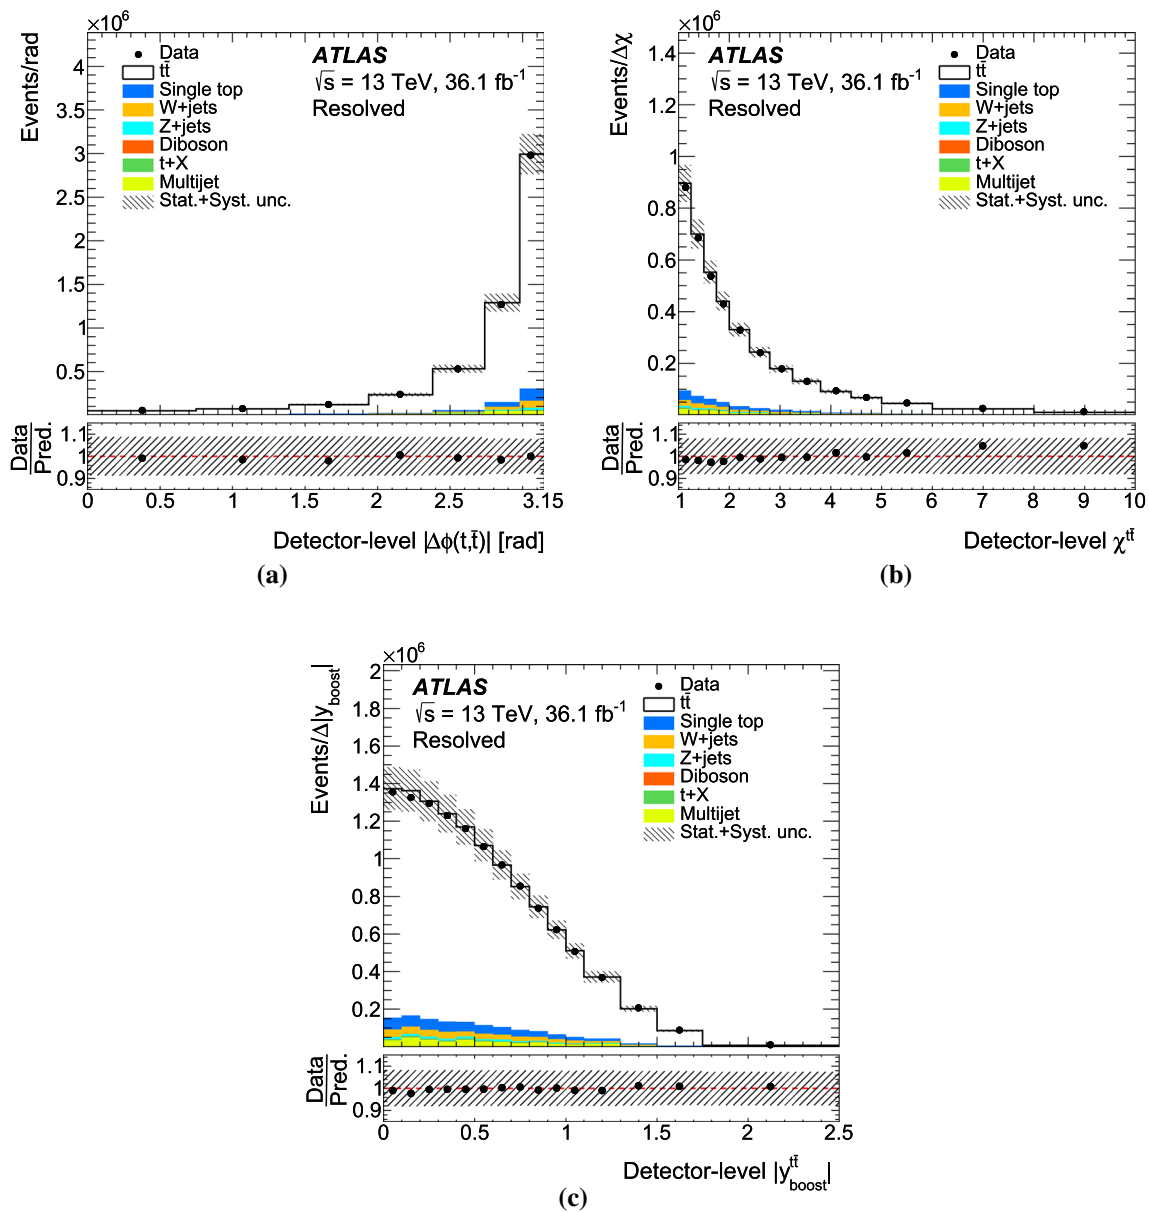 ×10⁶
Events/rad
4
3.5
3
2.5
2
1.5
1
0.5
Data
tt̄
Single top
W+jets
Z+jets
Diboson
t+X
Multijet
Stat.+Syst. unc.
ATLAS
√s = 13 TeV, 36.1 fb⁻¹
Resolved
Data
Pred.
1.1
1
0.9
0 0.5 1 1.5 2 2.5 3 3.15
Detector-level |Δϕ(t,t̄)| [rad]
(a)
×10⁶
Events/Δχ
1.4
1.2
1
0.8
0.6
0.4
0.2
ATLAS
√s = 13 TeV, 36.1 fb⁻¹
Resolved
Data
tt̄
Single top
W+jets
Z+jets
Diboson
t+X
Multijet
Stat.+Syst. unc.
Data
Pred.
1.1
1
0.9
1 2 3 4 5 6 7 8 9 10
Detector-level χ^tt̄
(b)
×10⁶
Events/Δ|y_boost|
2
1.8
1.6
1.4
1.2
1
0.8
0.6
0.4
0.2
ATLAS
√s = 13 TeV, 36.1 fb⁻¹
Resolved
Data
tt̄
Single top
W+jets
Z+jets
Diboson
t+X
Multijet
Stat.+Syst. unc.
Data
Pred.
1.1
1
0.9
0 0.5 1 1.5 2 2.5
Detector-level |y^tt̄_boost|
(c)